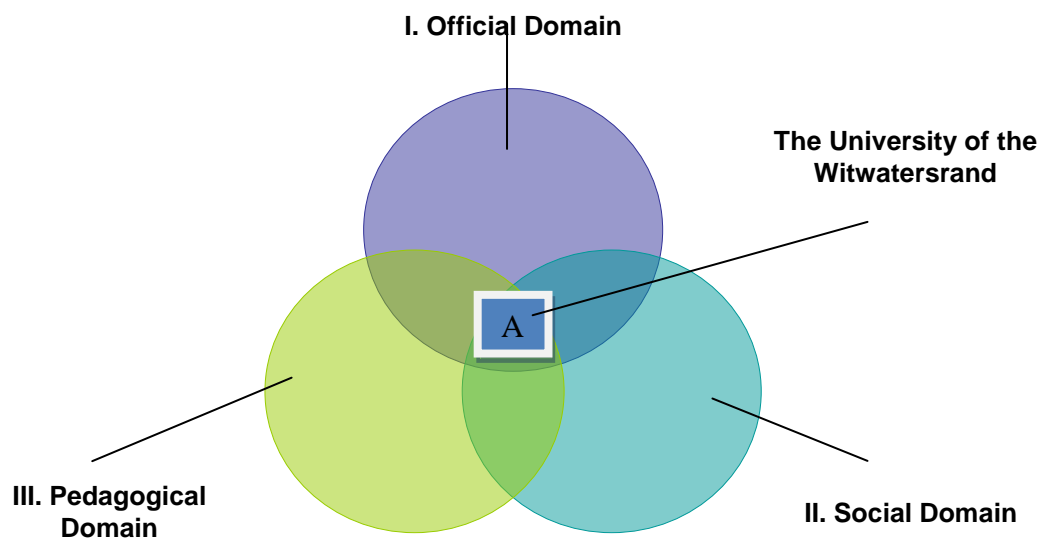 I. Official Domain
The University of the
Witwatersrand
A
III. Pedagogical
Domain
II. Social Domain